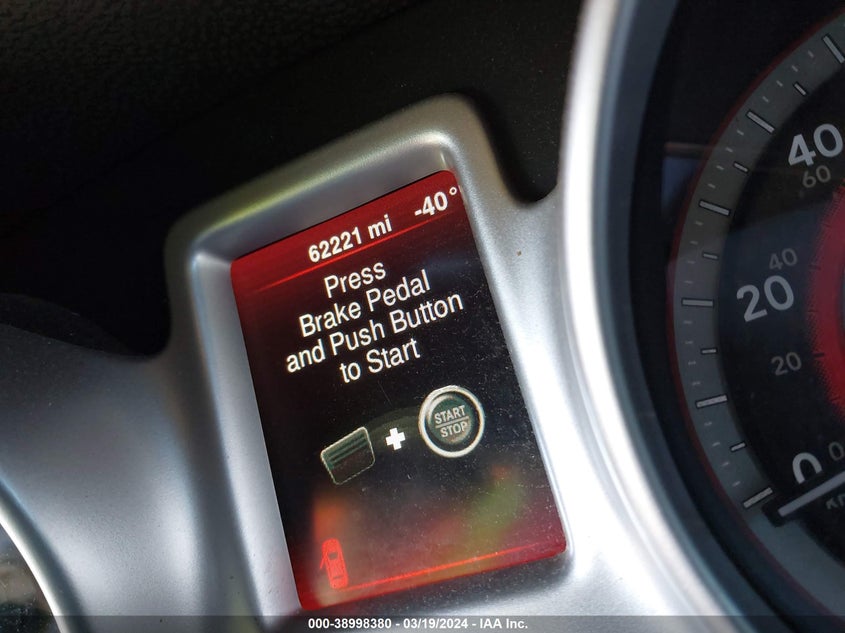 62221 mi -40°
Press
Brake Pedal
and Push Button
to Start
START
STOP
40
60
40
20
20
0
0
000-38998380 - 03/19/2024 - IAA Inc.